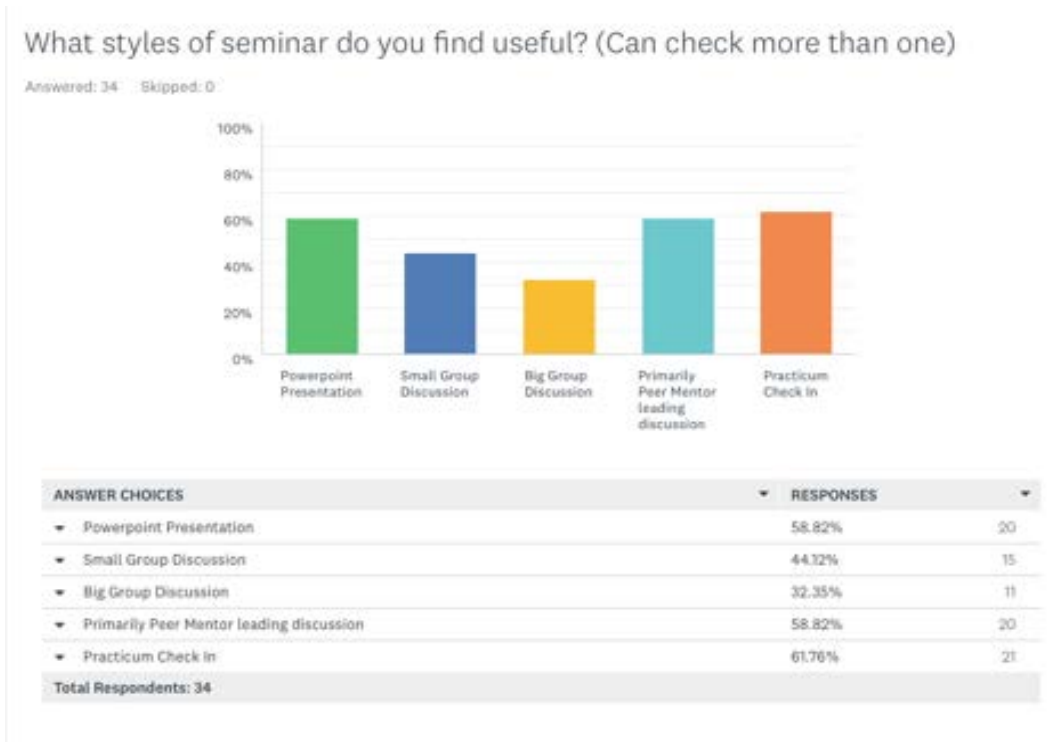 What styles of seminar do you find useful? (Can check more than one)
Answered: 34 Skipped: 0
100%
80%
60%
40%
20%
0%
Powerpoint
Presentation
Small Group
Discussion
Big Group
Discussion
Primarily
Peer Mentor
leading
discussion
Practicum
Check In
ANSWER CHOICES RESPONSES
Powerpoint Presentation 58.82% 20
Small Group Discussion 44.12% 15
Big Group Discussion 32.35% 11
Primarily Peer Mentor leading discussion 58.82% 20
Practicum Check In 61.76% 21
Total Respondents: 34